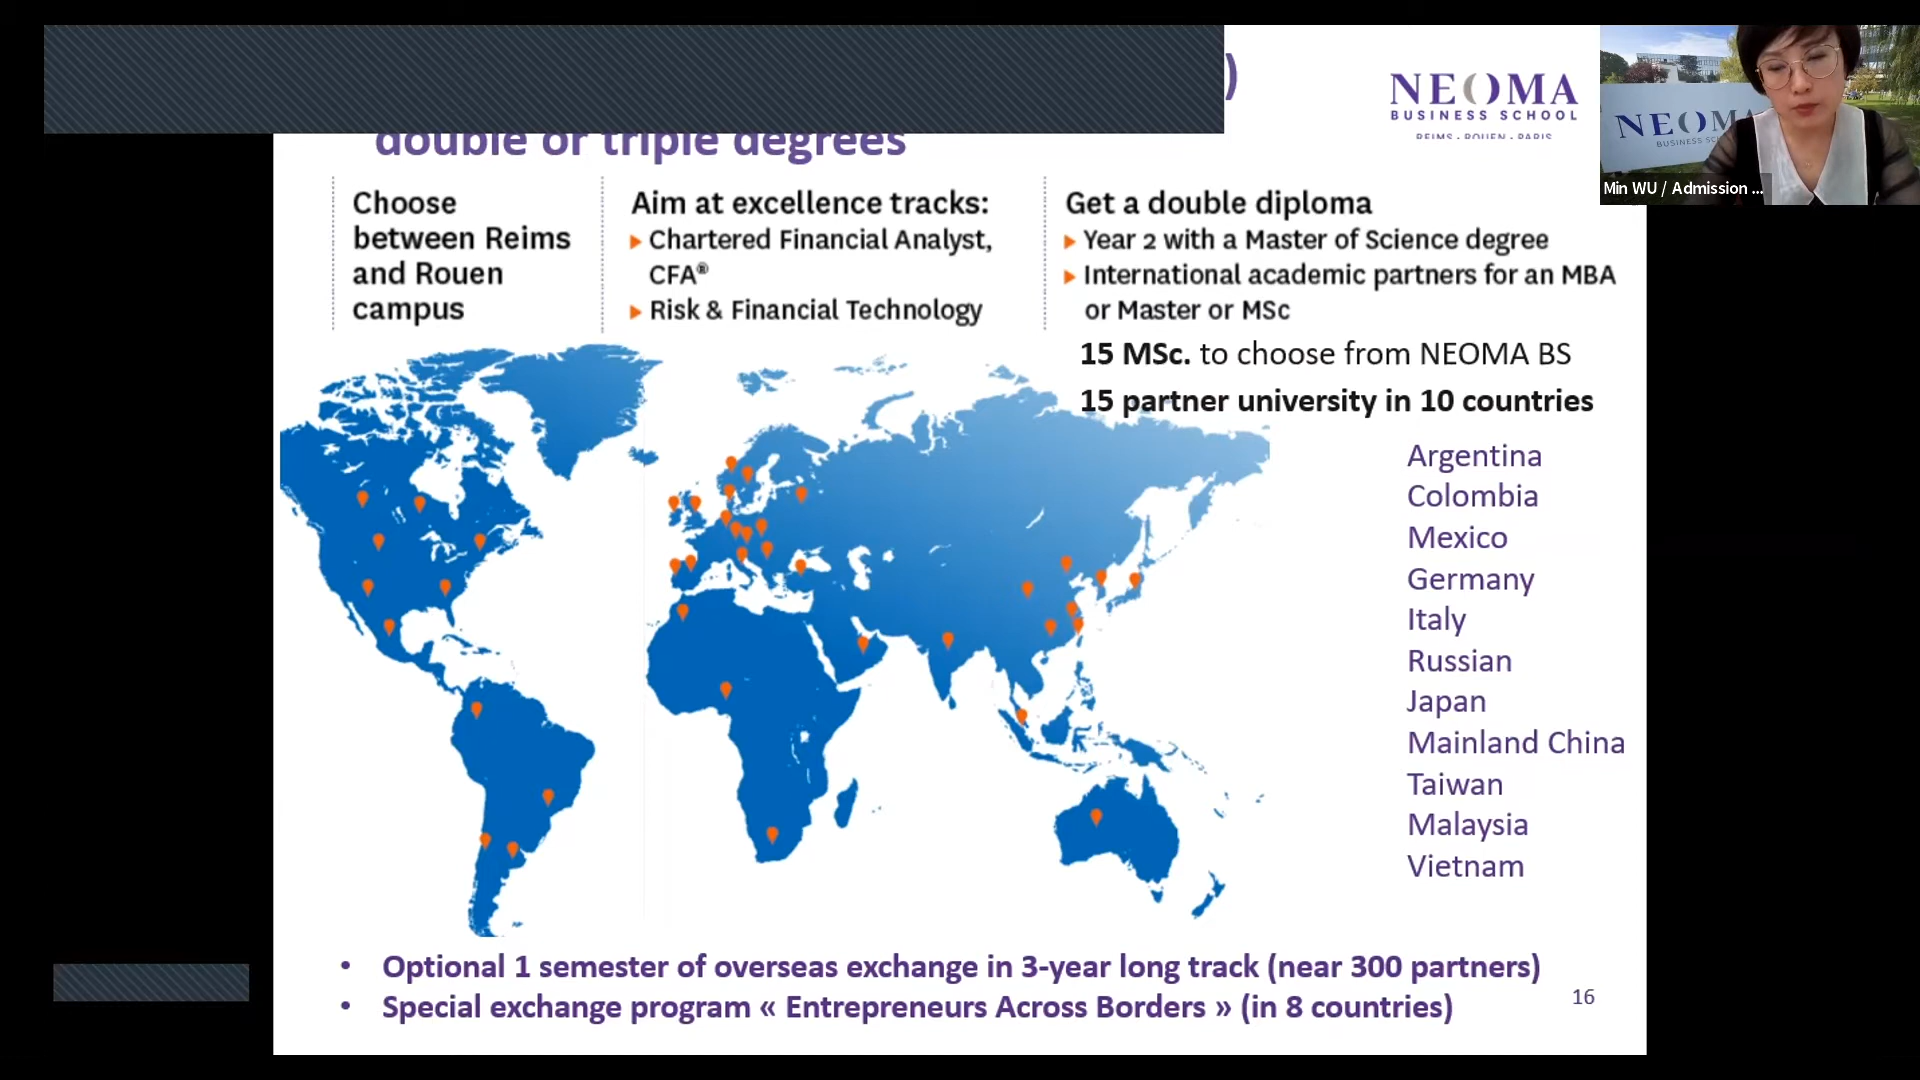 )
double or triple degrees
NEOMA
BUSINESS SCHOOL
REIMS - ROUEN - PARIS
NEOMA
BUSINESS SC
Min WU / Admission ...
Choose
between Reims
and Rouen
campus
Aim at excellence tracks:
Chartered Financial Analyst,
CFA®
Risk & Financial Technology
Get a double diploma
Year 2 with a Master of Science degree
International academic partners for an MBA
or Master or MSc
15 MSc. to choose from NEOMA BS
15 partner university in 10 countries
Argentina
Colombia
Mexico
Germany
Italy
Russian
Japan
Mainland China
Taiwan
Malaysia
Vietnam
• Optional 1 semester of overseas exchange in 3-year long track (near 300 partners)
• Special exchange program « Entrepreneurs Across Borders » (in 8 countries)
16